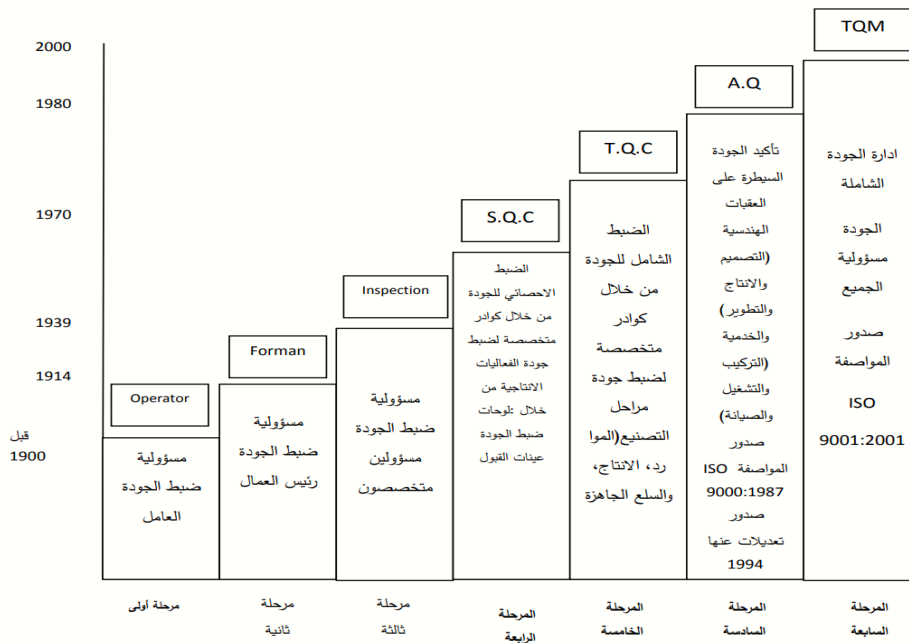 2000
1980
1970
1939
1914
قبل
1900
Operator
مسؤولية
ضبط الجودة
العامل
مرحلة أولى
Forman
مسؤولية
ضبط الجودة
رئيس العمال
مرحلة
ثانية
Inspection
مسؤولية
ضبط الجودة
مسؤولين
متخصصون
مرحلة
ثالثة
S.Q.C
الضبط
الاحصائي للجودة
من خلال كوادر
متخصصة لضبط
جودة الفعاليات
الانتاجية من
خلال :لوحات
ضبط الجودة
عينات القبول
المرحلة
الرابعة
T.Q.C
الضبط
الشامل للجودة
من خلال
كوادر
متخصصة
لضبط جودة
مراحل
التصنيع(الموا
رد، الانتاج،
والسلع الجاهزة
المرحلة
الخامسة
A.Q
تأكيد الجودة
السيطرة على
العقبات
الهندسية
(التصميم
والانتاج
والتطوير)
والخدمية
(التركيب
والتشغيل
والصيانة)
صدور
المواصفة ISO
9000:1987
صدور
تعديلات عنها
1994
المرحلة
السادسة
TQM
ادارة الجودة
الشاملة
الجودة
مسؤولية
الجميع
صدور
المواصفة
ISO
9001:2001
المرحلة
السابعة